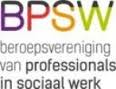 BPSW
beroepsvereniging
van professionals
in sociaal werk